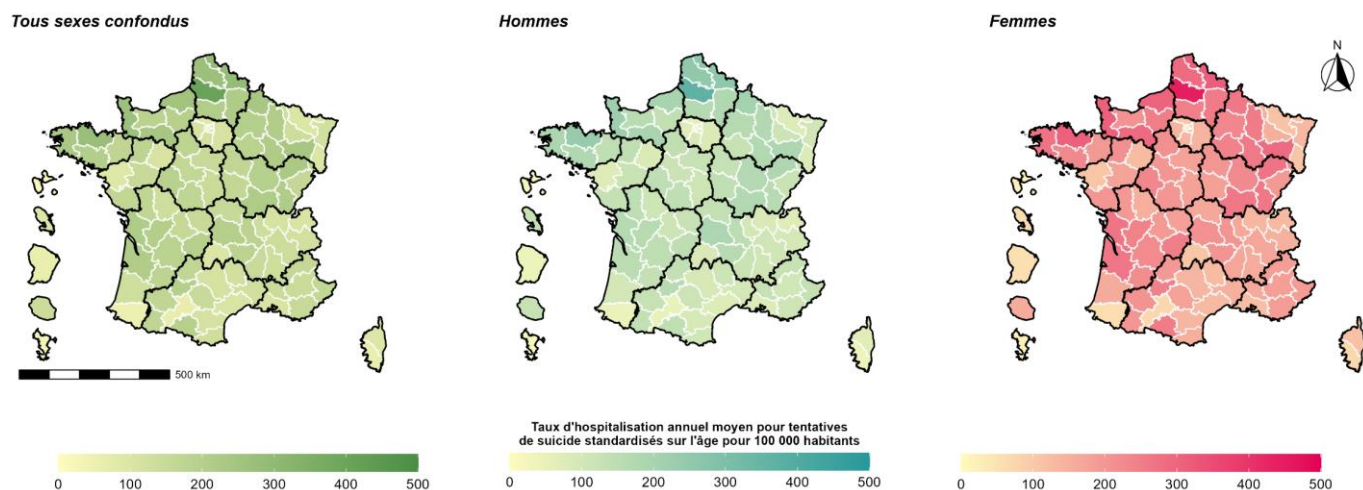 Tous sexes confondus
Hommes
Femmes
N
500 km
Taux d'hospitalisation annuel moyen pour tentatives
de suicide standardisés sur l'âge pour 100 000 habitants
0 100 200 300 400 500
0 100 200 300 400 500
0 100 200 300 400 500